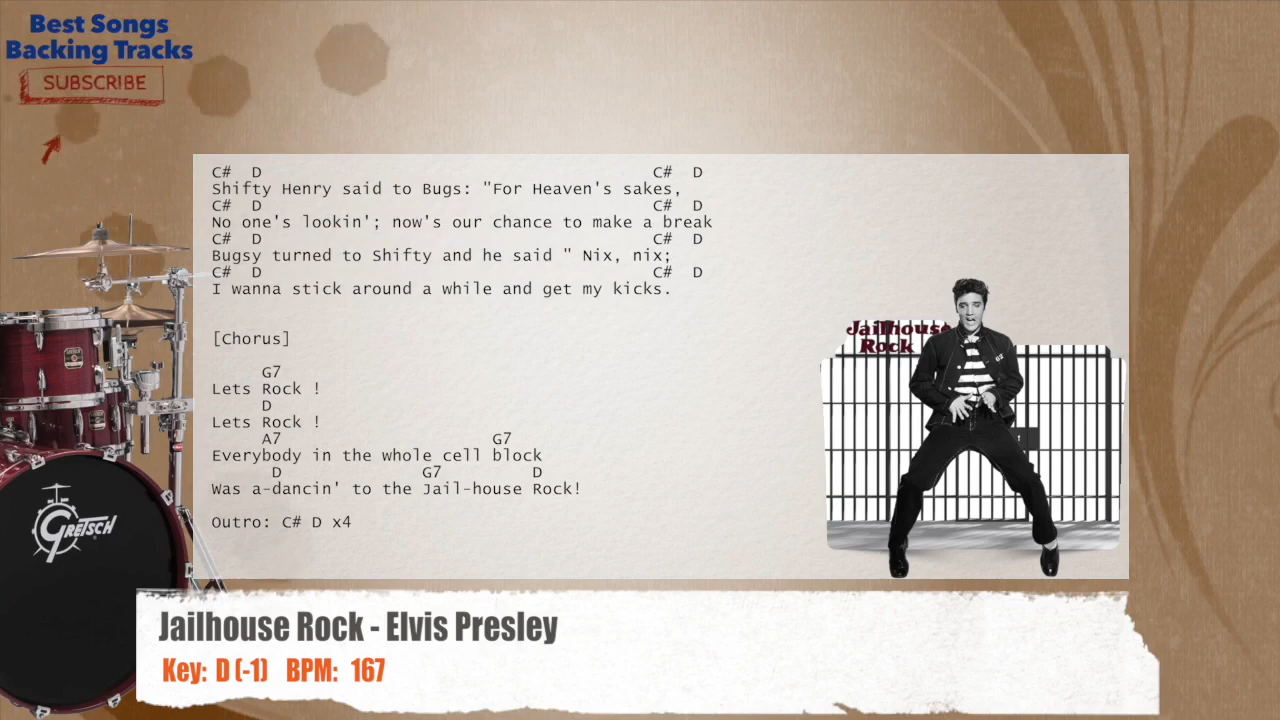 Best Songs
Backing Tracks
SUBSCRIBE
C#  D                                       C#  D
Shifty Henry said to Bugs: "For Heaven's sakes,
C#  D                                       C#  D
No one's lookin'; now's our chance to make a break
C#  D                                       C#  D
Bugsy turned to Shifty and he said " Nix, nix;
C#  D                                       C#  D
I wanna stick around a while and get my kicks.
[Chorus]
     G7
Lets Rock !
     D
Lets Rock !
     A7                     G7
Everybody in the whole cell block
      D              G7         D
Was a-dancin' to the Jail-house Rock!
Outro: C# D x4
Jailhouse
Rock
GRETSCH
Jailhouse Rock - Elvis Presley
Key: D (-1)   BPM: 167